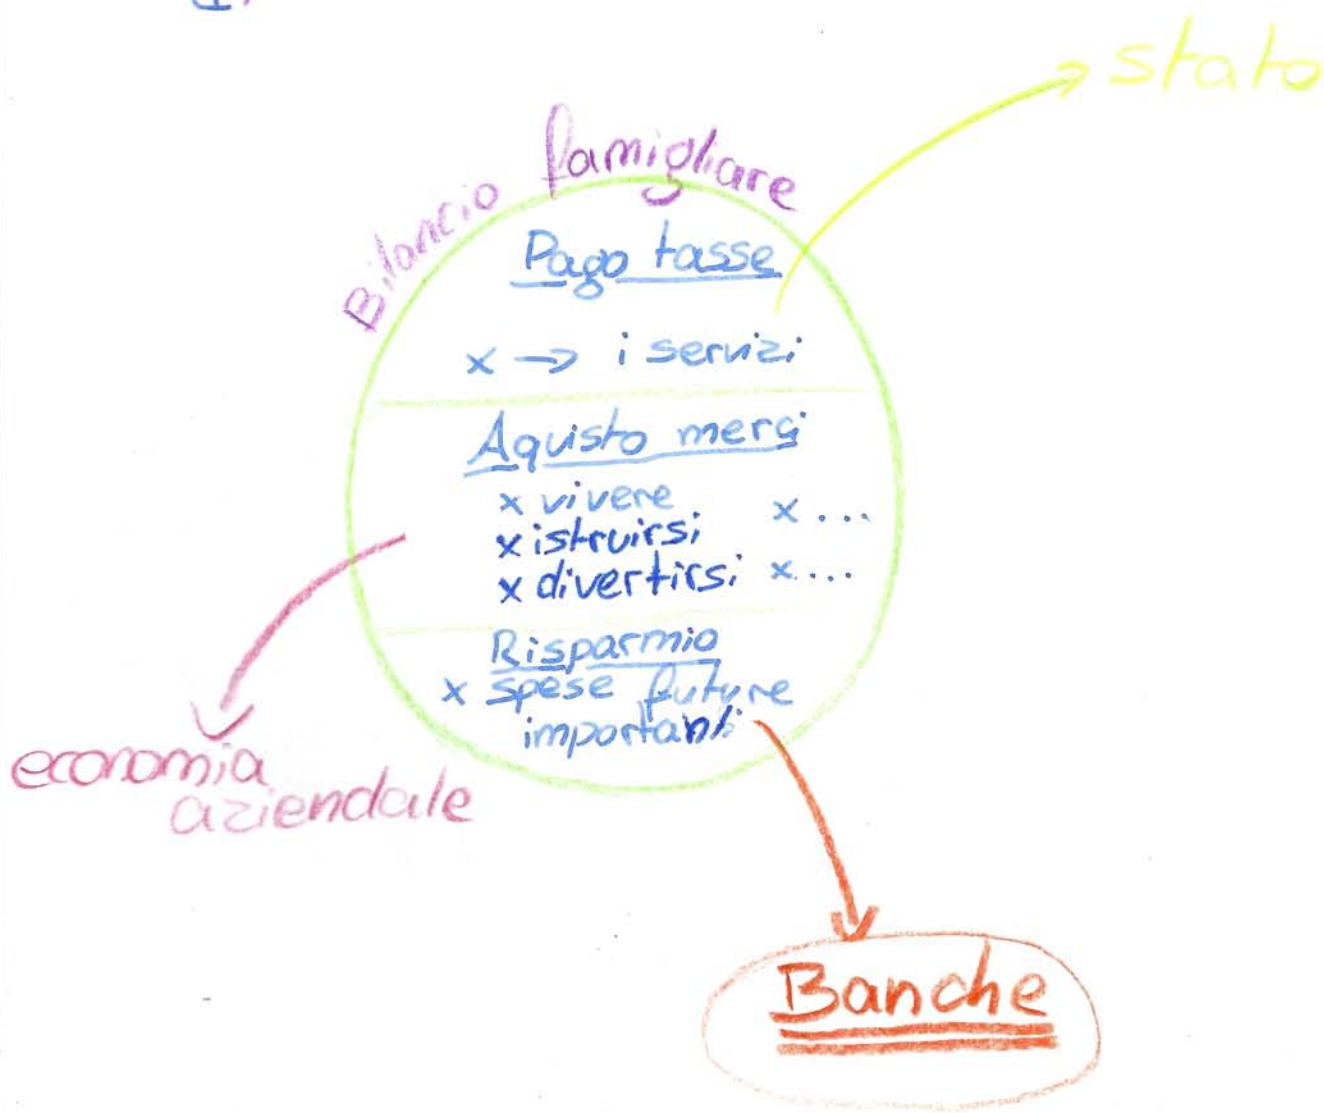 stato
Bilancio famigliare
Pago tasse
x → i servizi
Aquisto merci
x vivere x ...
x istruirsi
x divertirsi x ....
Risparmio
x spese future
importanti
economia
aziendale
Banche